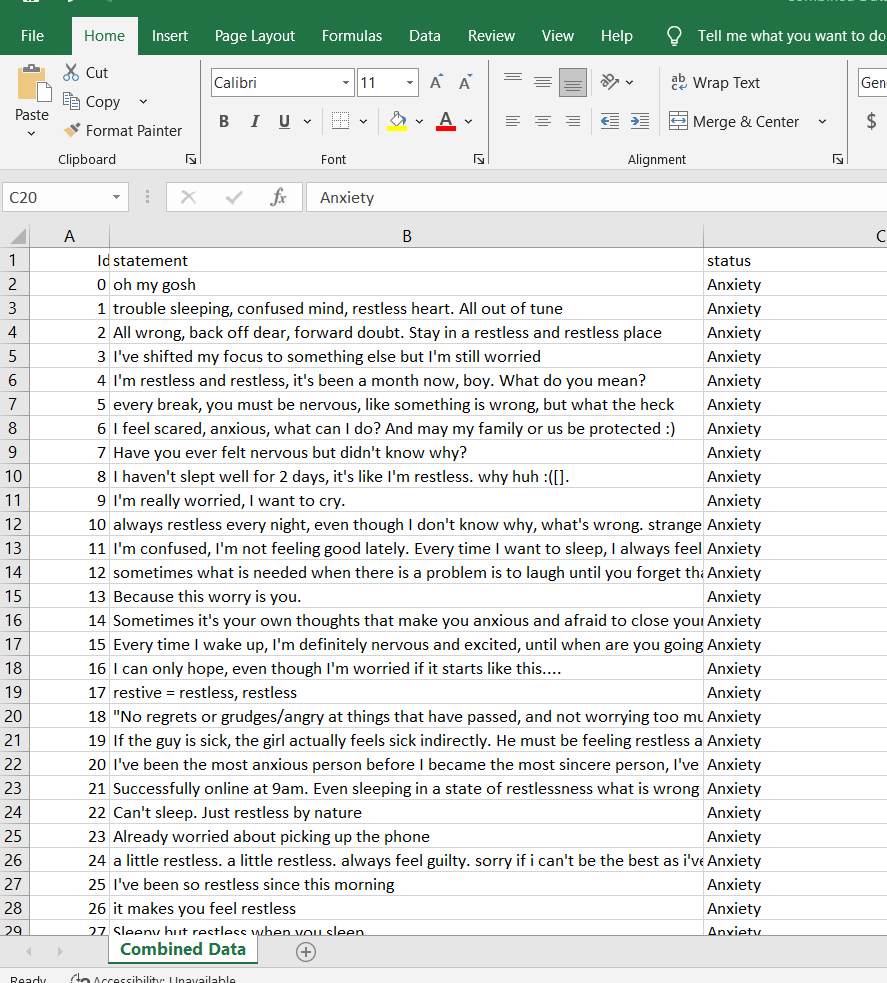 File Home Insert Page Layout Formulas Data Review View Help Tell me what you want to do
Cut
Calibri 11 A A Wrap Text
Paste Copy
Format Painter B I U A Merge & Center $
Clipboard Font Alignment
C20 fx Anxiety
A B C
1 Id statement status
2 0 oh my gosh Anxiety
3 1 trouble sleeping, confused mind, restless heart. All out of tune Anxiety
4 2 All wrong, back off dear, forward doubt. Stay in a restless and restless place Anxiety
5 3 I've shifted my focus to something else but I'm still worried Anxiety
6 4 I'm restless and restless, it's been a month now, boy. What do you mean? Anxiety
7 5 every break, you must be nervous, like something is wrong, but what the heck Anxiety
8 6 I feel scared, anxious, what can I do? And may my family or us be protected :) Anxiety
9 7 Have you ever felt nervous but didn't know why? Anxiety
10 8 I haven't slept well for 2 days, it's like I'm restless. why huh :([]. Anxiety
11 9 I'm really worried, I want to cry. Anxiety
12 10 always restless every night, even though I don't know why, what's wrong. strange Anxiety
13 11 I'm confused, I'm not feeling good lately. Every time I want to sleep, I always feel Anxiety
14 12 sometimes what is needed when there is a problem is to laugh until you forget Anxiety
15 13 Because this worry is you. Anxiety
16 14 Sometimes it's your own thoughts that make you anxious and afraid to close Anxiety
17 15 Every time I wake up, I'm definitely nervous and excited, until when are you going Anxiety
18 16 I can only hope, even though I'm worried if it starts like this.... Anxiety
19 17 restive = restless, restless Anxiety
20 18 "No regrets or grudges/angry at things that have passed, and not worrying too Anxiety
21 19 If the guy is sick, the girl actually feels sick indirectly. He must be feeling restless a Anxiety
22 20 I've been the most anxious person before I became the most sincere person, I've Anxiety
23 21 Successfully online at 9am. Even sleeping in a state of restlessness what is wrong Anxiety
24 22 Can't sleep. Just restless by nature Anxiety
25 23 Already worried about picking up the phone Anxiety
26 24 a little restless. a little restless. always feel guilty. sorry if i can't be the best as Anxiety
27 25 I've been so restless since this morning Anxiety
28 26 it makes you feel restless Anxiety
29 27 Sleepy but restless when you sleep Anxiety
Combined Data
Ready Accessibility: Unavailable